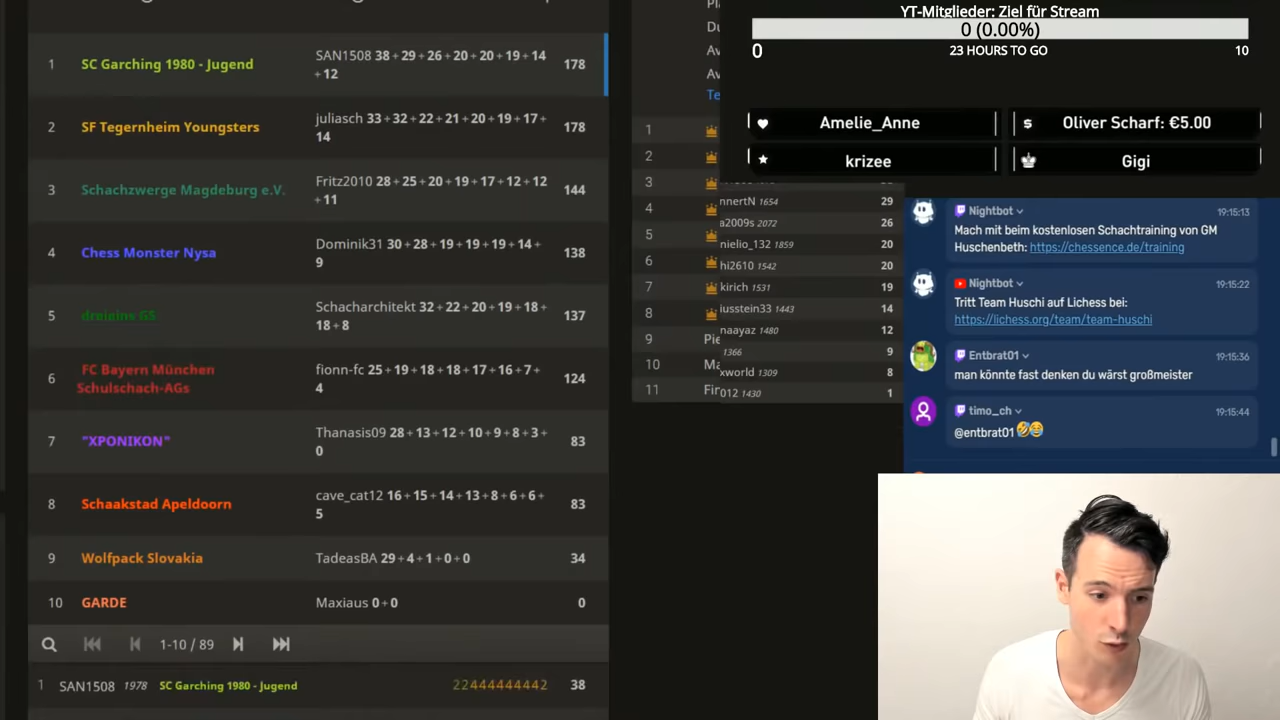 1 SC Garching 1980 - Jugend SAN1508 38 + 29 + 26 + 20 + 20 + 19 + 14 + 12 178
2 SF Tegernheim Youngsters juliasch 33 + 32 + 22 + 21 + 20 + 19 + 17 + 14 178
3 Schachzwerge Magdeburg e.V. Fritz2010 28 + 25 + 20 + 19 + 17 + 12 + 12 + 11 144
4 Chess Monster Nysa Dominik31 30 + 28 + 19 + 19 + 19 + 14 + 9 138
5 Schacharchitekt 32 + 22 + 20 + 19 + 18 + 18 + 8 137
6 FC Bayern München Schulschach-AGs fionn-fc 25 + 19 + 18 + 18 + 17 + 16 + 7 + 4 124
7 "XPONIKON" Thanasis09 28 + 13 + 12 + 10 + 9 + 8 + 3 + 0 83
8 Schaakstad Apeldoorn cave_cat12 16 + 15 + 14 + 13 + 8 + 6 + 6 + 5 83
9 Wolfpack Slovakia TadeasBA 29 + 4 + 1 + 0 + 0 34
10 GARDE Maxiaus 0 + 0 0
1-10 / 89
1 SAN1508 1978 SC Garching 1980 - Jugend 22444444442 38
Pl
Du
Av
Av
Te
1
2
3
4
5
6
7
8
9 Pie
10 Ma
11 Fir
nnertN 1654 29
a2009s 2072 26
nielio_132 1859 20
hi2610 1542 20
kirich 1531 19
iusstein33 1443 14
naayaz 1480 12
1366 9
xworld 1309 8
012 1430 1
YT-Mitglieder: Ziel für Stream
0 (0.00%)
0 23 HOURS TO GO 10
Amelie_Anne
$ Oliver Scharf: €5.00
krizee
Gigi
Nightbot 19:15:13
Mach mit beim kostenlosen Schachtraining von GM
Huschenbeth: https://chessence.de/training
Nightbot 19:15:22
Tritt Team Huschi auf Lichess bei:
https://lichess.org/team/team-huschi
Entbrat01 19:15:36
man könnte fast denken du wärst großmeister
timo_ch 19:15:44
@entbrat01 🤣😂